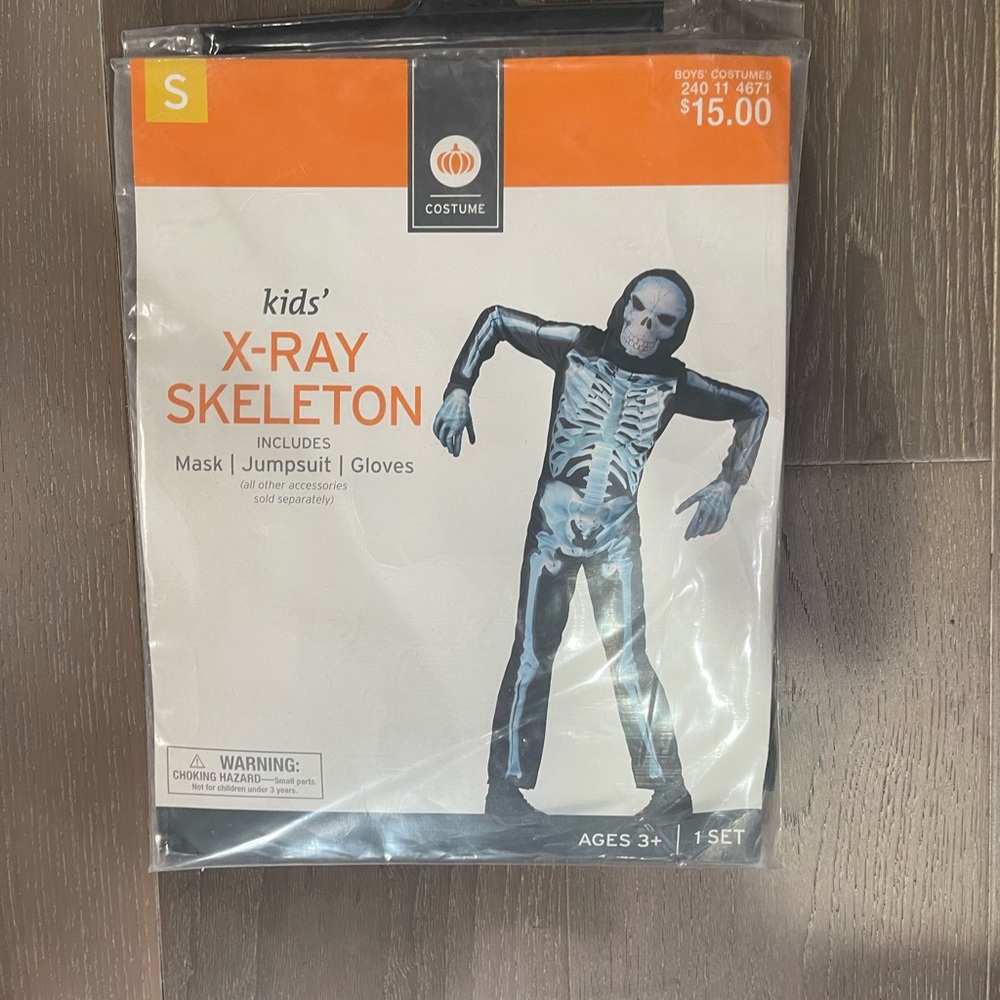 S
BOYS' COSTUMES
240 11 4671
$15.00
COSTUME
kids'
X-RAY
SKELETON
INCLUDES
Mask | Jumpsuit | Gloves
(all other accessories
sold separately)
WARNING:
CHOKING HAZARD—Small parts.
Not for children under 3 years.
AGES 3+ | 1 SET